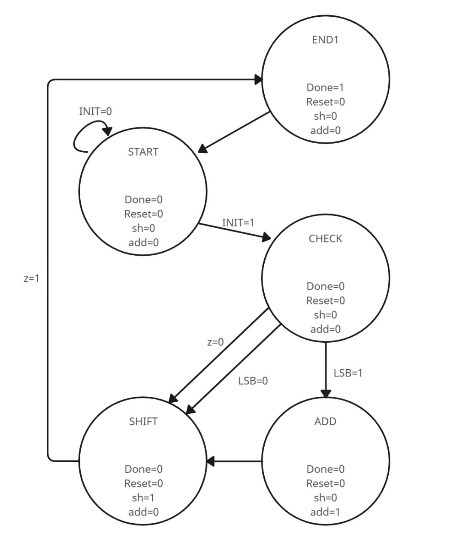 END1
Done=1
Reset=0
sh=0
add=0
INIT=0
START
Done=0
Reset=0
sh=0
add=0
INIT=1
CHECK
Done=0
Reset=0
sh=0
add=0
z=1
z=0
LSB=0
LSB=1
SHIFT
Done=0
Reset=0
sh=1
add=0
ADD
Done=0
Reset=0
sh=0
add=1